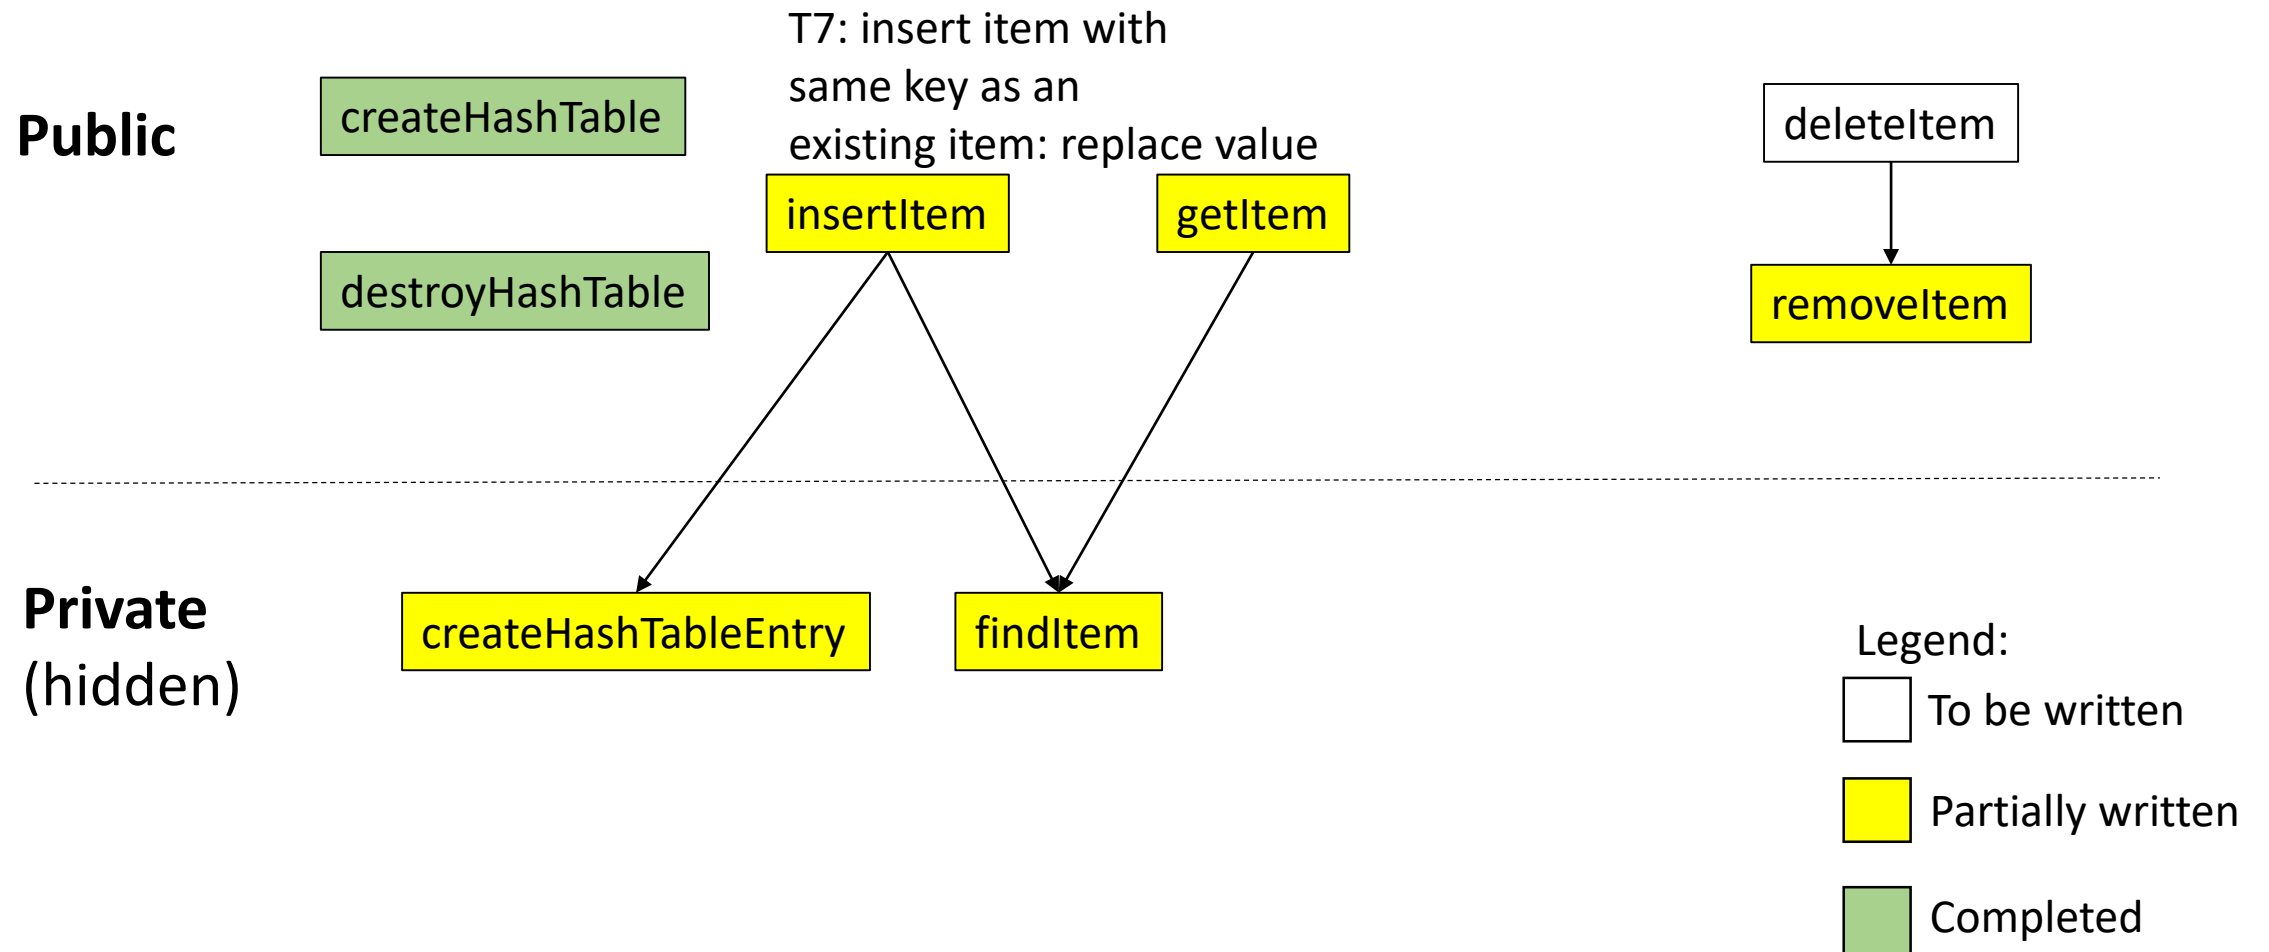 T7: insert item with
same key as an
existing item: replace value
Public
createHashTable
deleteItem
insertItem
getItem
destroyHashTable
removeItem
Private
(hidden)
createHashTableEntry
findItem
Legend:
To be written
Partially written
Completed